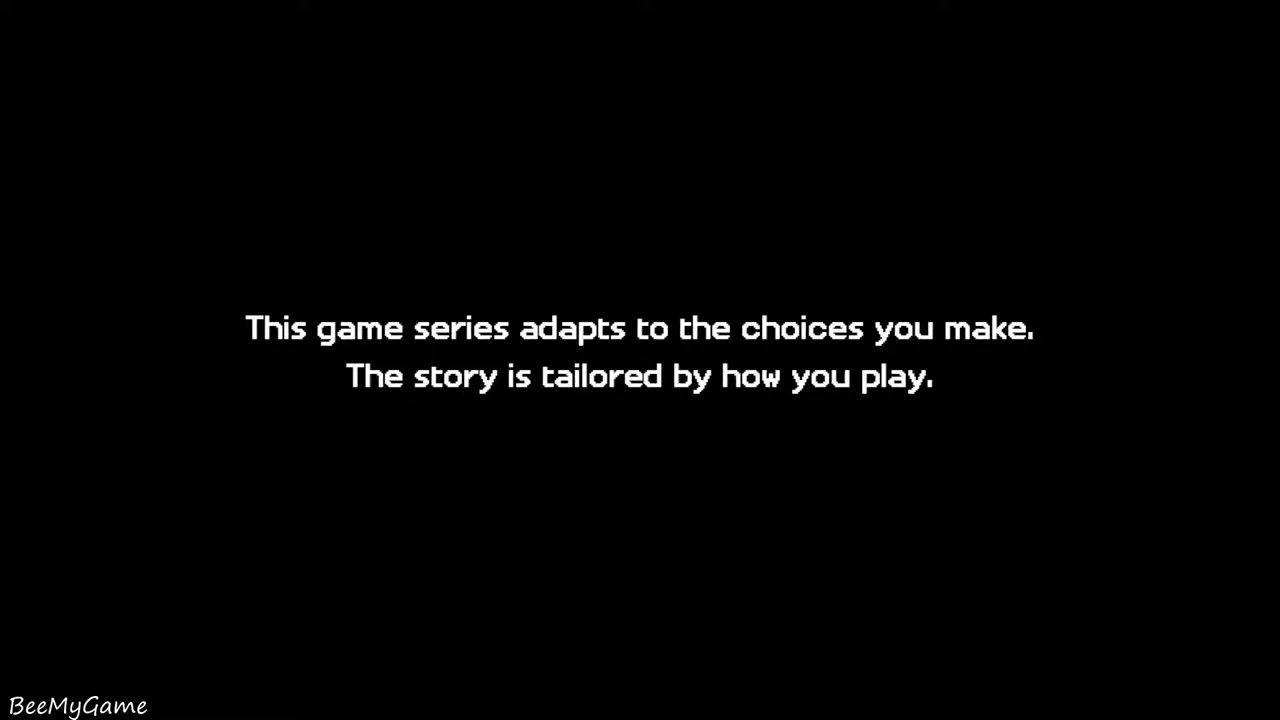 This game series adapts to the choices you make.
The story is tailored by how you play.
BeeMyGame